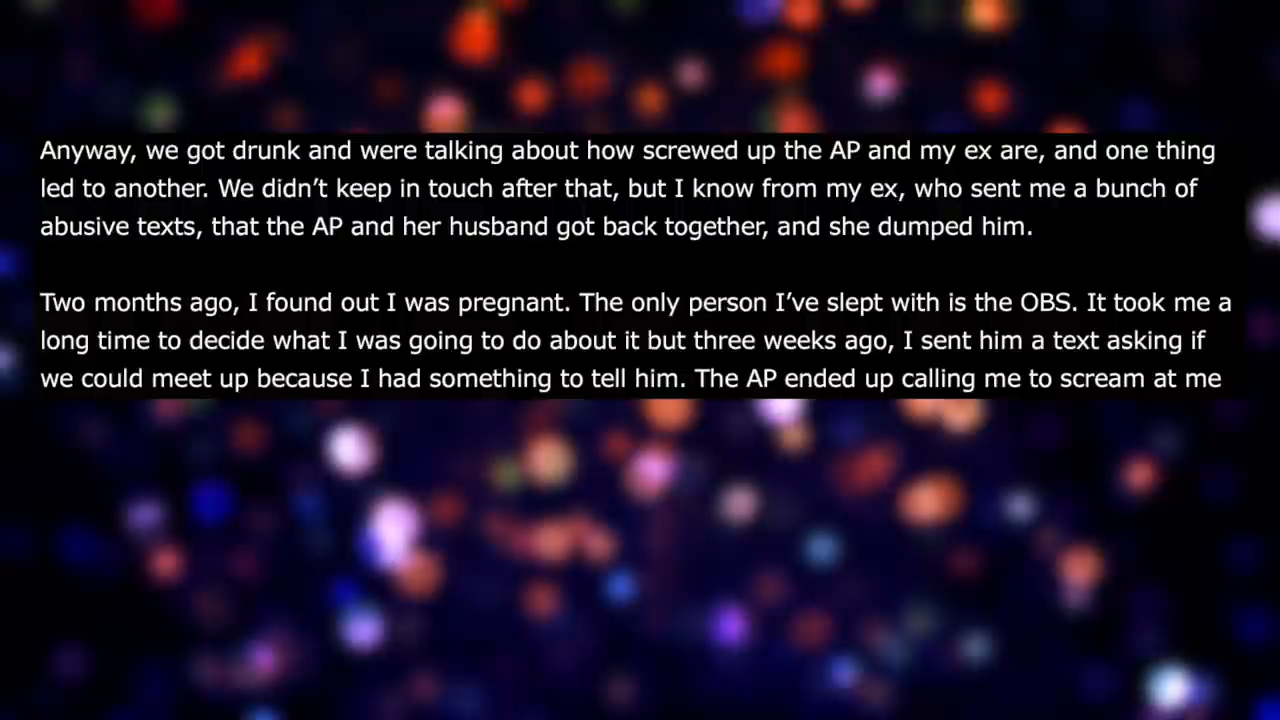 Anyway, we got drunk and were talking about how screwed up the AP and my ex are, and one thing
led to another. We didn’t keep in touch after that, but I know from my ex, who sent me a bunch of
abusive texts, that the AP and her husband got back together, and she dumped him.
Two months ago, I found out I was pregnant. The only person I’ve slept with is the OBS. It took me a
long time to decide what I was going to do about it but three weeks ago, I sent him a text asking if
we could meet up because I had something to tell him. The AP ended up calling me to scream at me